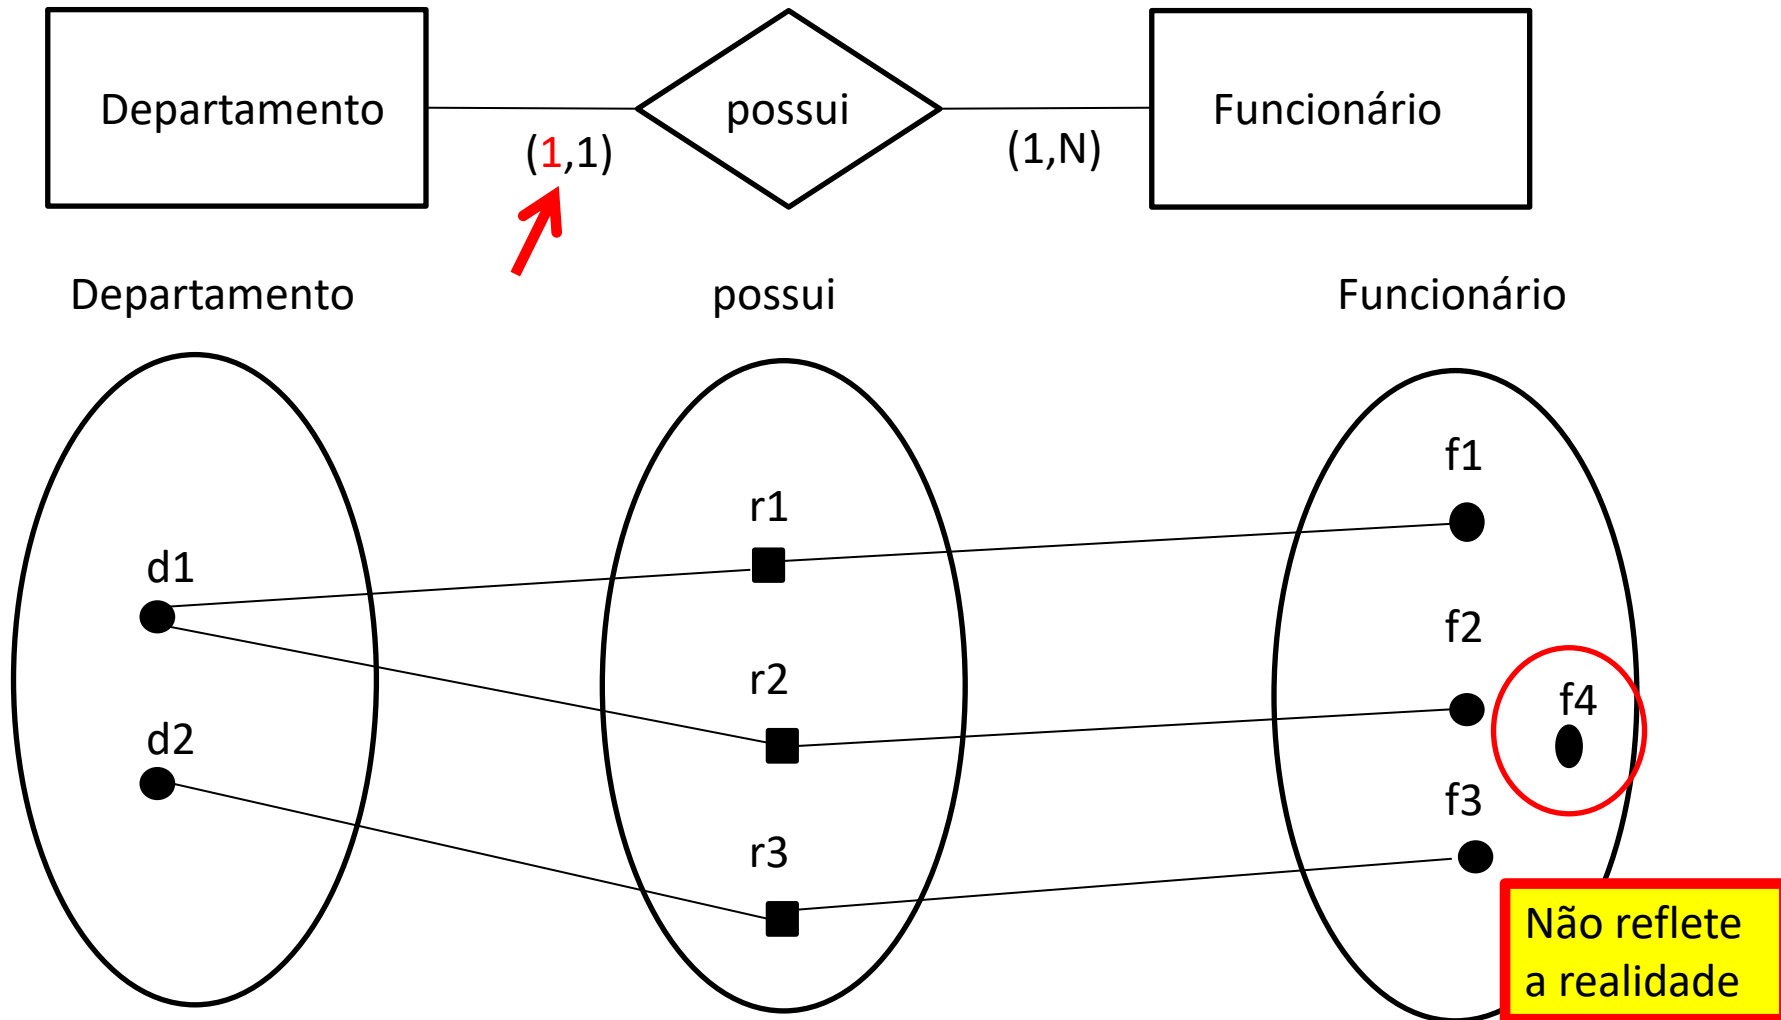 Departamento
possui
Funcionário
(1,1)
(1,N)
Departamento
possui
Funcionário
d1
d2
r1
r2
r3
f1
f2
f4
f3
Não reflete
a realidade